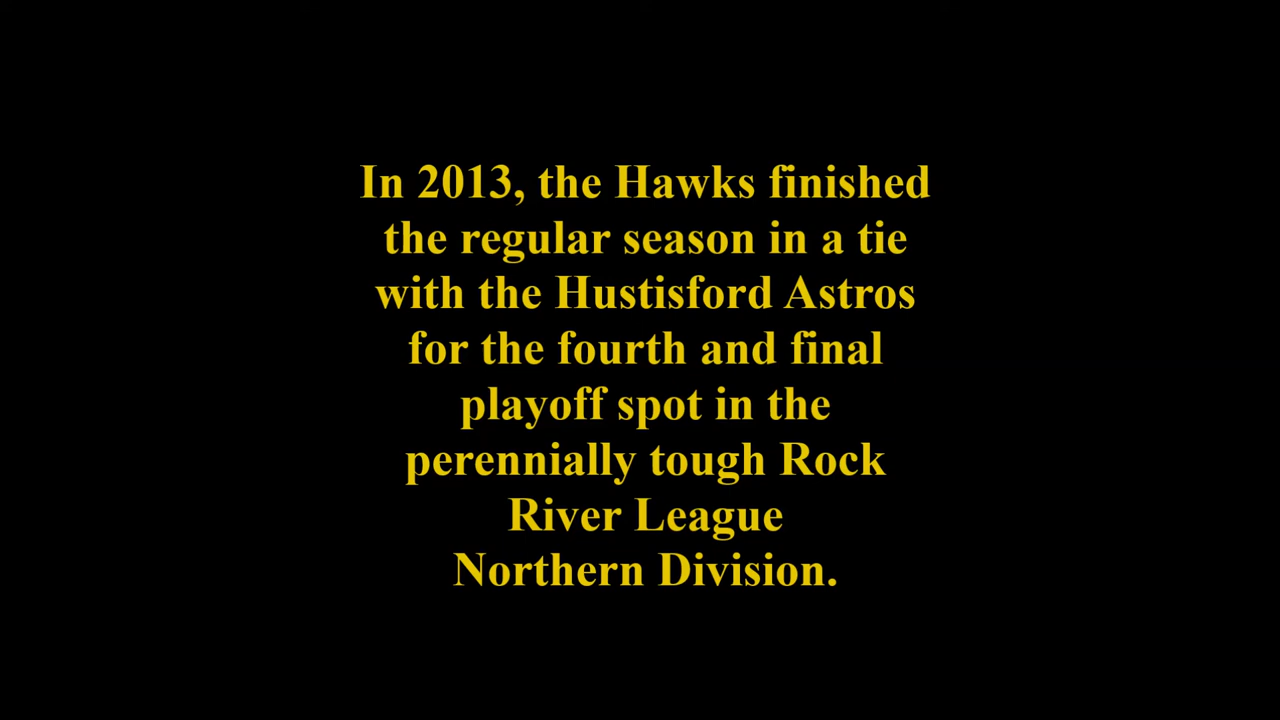 In 2013, the Hawks finished
the regular season in a tie
with the Hustisford Astros
for the fourth and final
playoff spot in the
perennially tough Rock
River League
Northern Division.